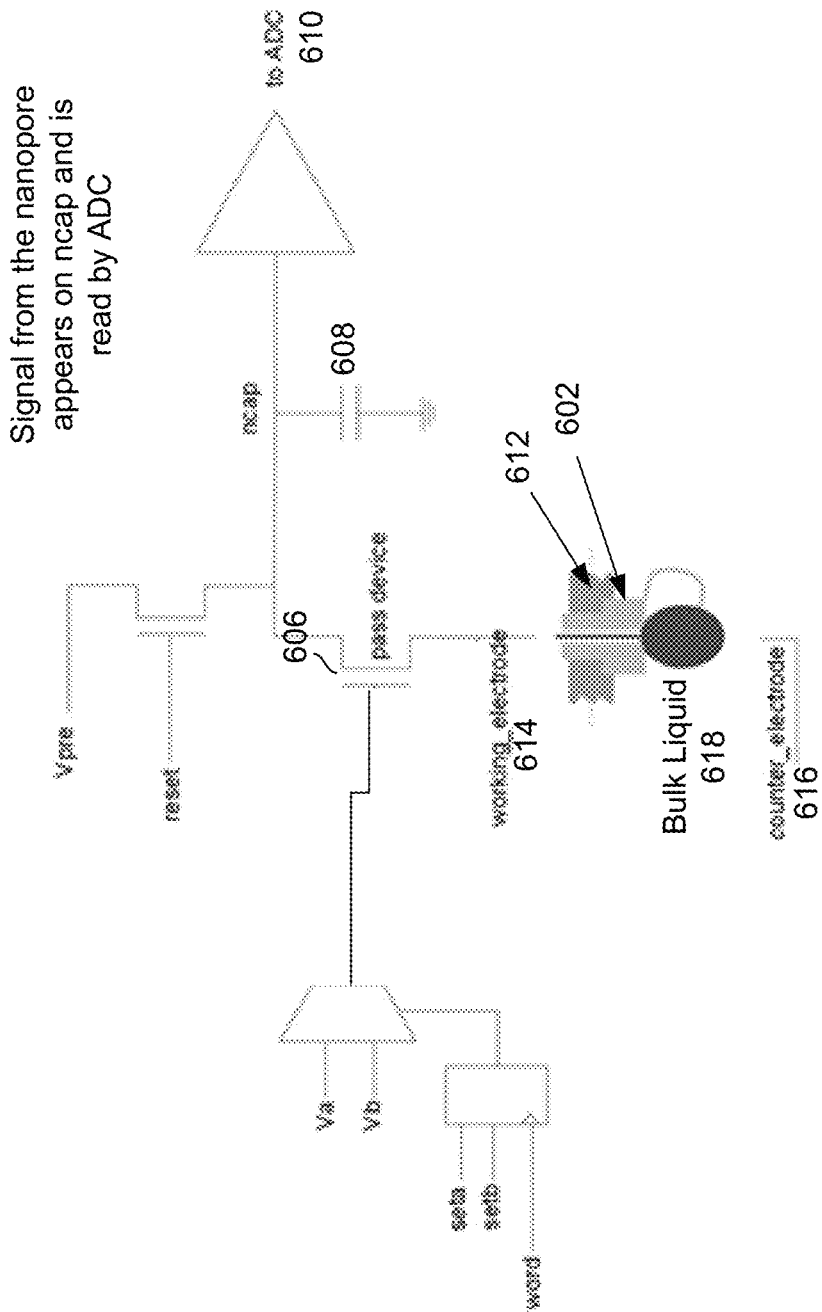 Signal from the nanopore
appears on ncap and is
read by ADC
to ADC
610
ncap
608
Vpre
reset
606
pass device
612
602
working_electrode
614
Bulk Liquid
618
counter_electrode
616
Va
Vb
seta
setb
word